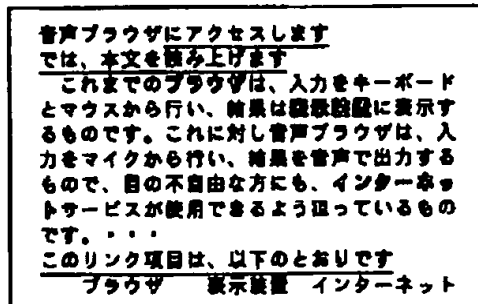 音声ブラウザにアクセスします
では、本文を読み上げます
これまでのブラウザは、入力をキーボード
とマウスから行い、結果は表示装置に表示す
るものです。これに対し音声ブラウザは、入
力をマイクから行い、結果を音声で出力する
もので、目の不自由な方にも、インターネッ
トサービスが使用できるよう狙っているもの
です。・・・
このリンク項目は、以下のとおりです
ブラウザ 表示装置 インターネット